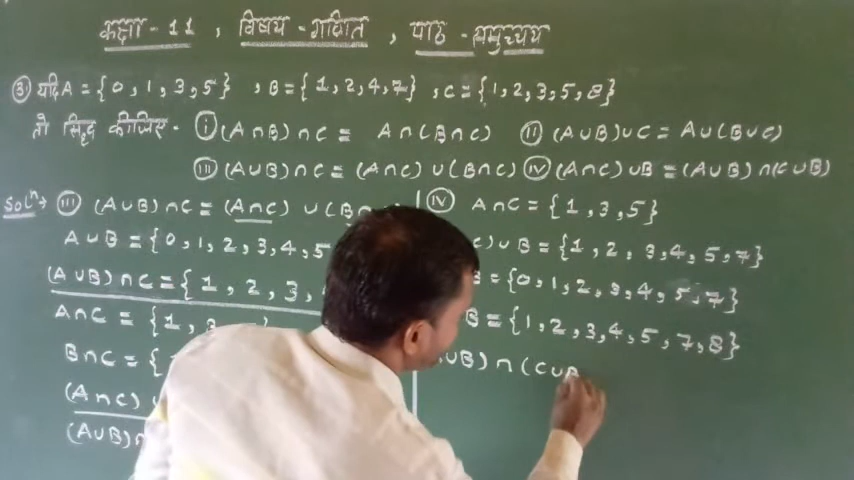 कक्षा - 11 , विषय - गणित , पाठ - समुच्चय
③ यदि A = {0, 1, 3, 5} , B = {1, 2, 4, 7} , C = {1, 2, 3, 5, 8}
तो सिद्ध कीजिए - (i) (A ∩ B) ∩ C = A ∩ (B ∩ C) (ii) (A ∪ B) ∪ C = A ∪ (B ∪ C)
(iii) (A ∪ B) ∩ C = (A ∩ C) ∪ (B ∩ C) (iv) (A ∩ C) ∪ B = (A ∪ B) ∩ (C ∪ B)
Solⁿ → (iii) (A ∪ B) ∩ C = (A ∩ C) ∪ (B
A ∪ B = {0, 1, 2, 3, 4, 5
(A ∪ B) ∩ C = {1, 2, 3,
A ∩ C = {1, 3
B ∩ C = {
(A ∩ C)
(A ∪ B)
(iv) A ∩ C = {1, 3, 5}
C) ∪ B = {1, 2, 3, 4, 5, 7}
B = {0, 1, 2, 3, 4, 5, 7}
B = {1, 2, 3, 4, 5, 7, 8}
∪ B) ∩ (C ∪ B